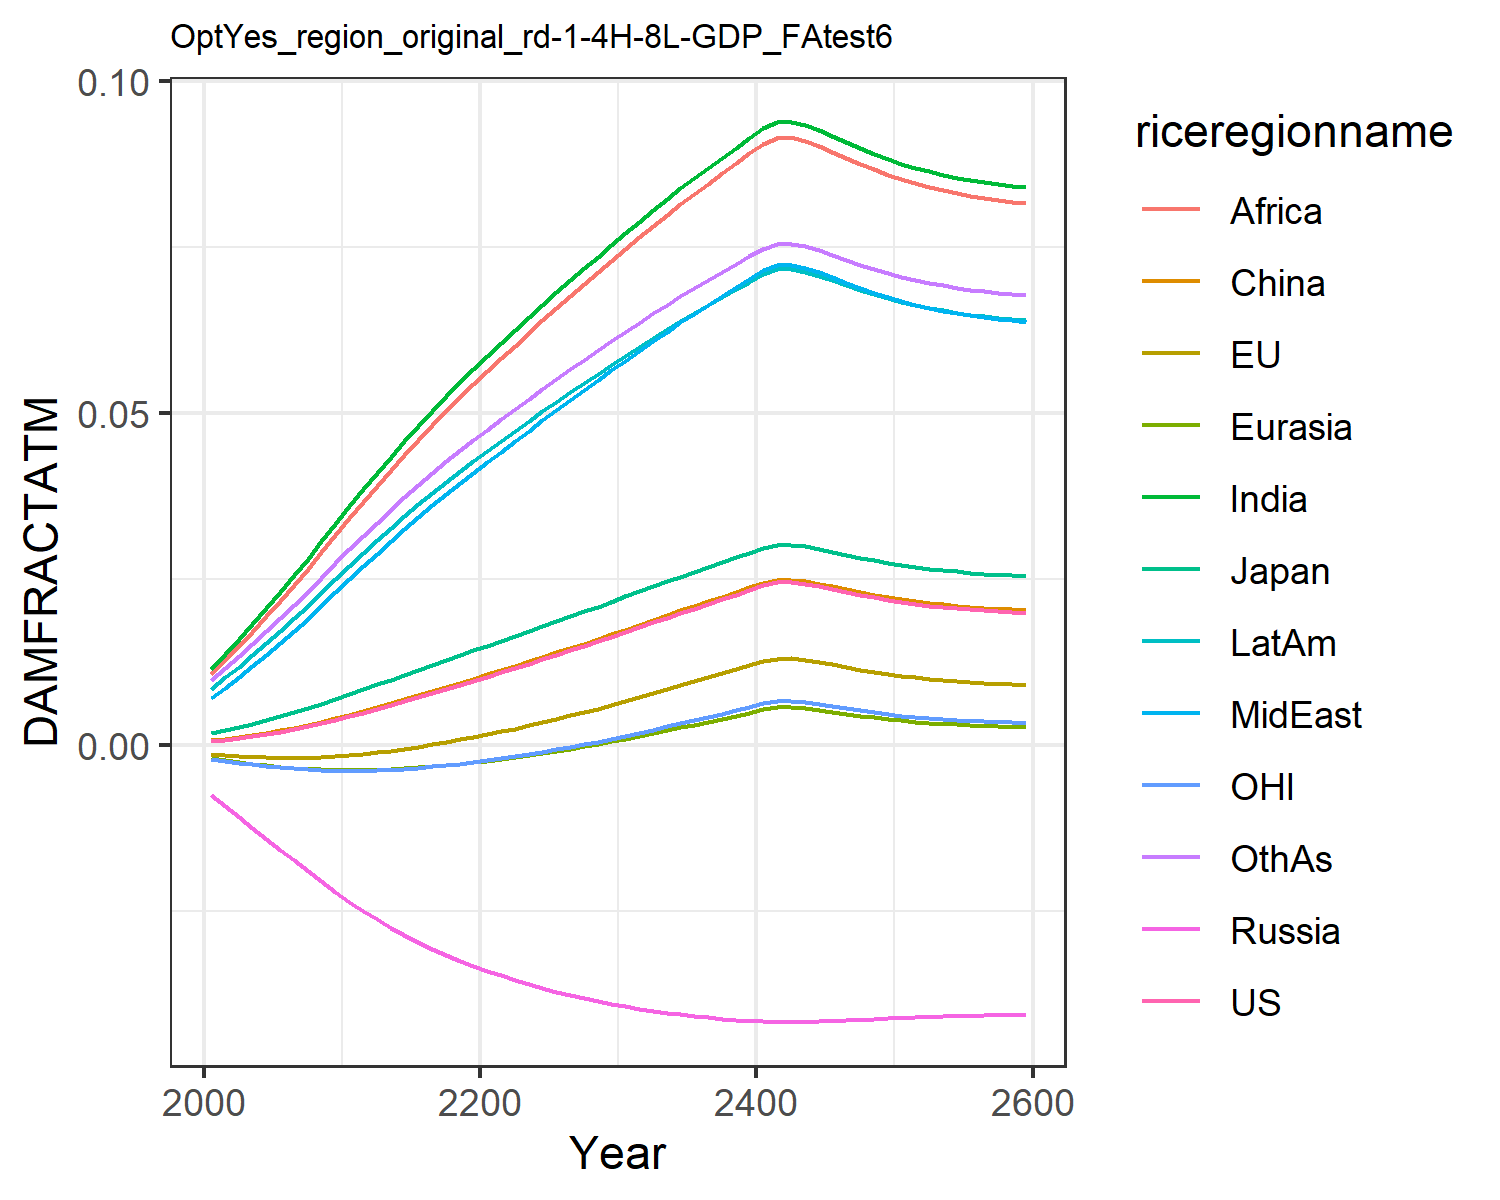 OptYes_region_original_rd-1-4H-8L-GDP_FAtest6
0.10
0.05
0.00
DAMFRACTATM
2000
2200
2400
2600
Year
riceregionname
Africa
China
EU
Eurasia
India
Japan
LatAm
MidEast
OHI
OthAs
Russia
US